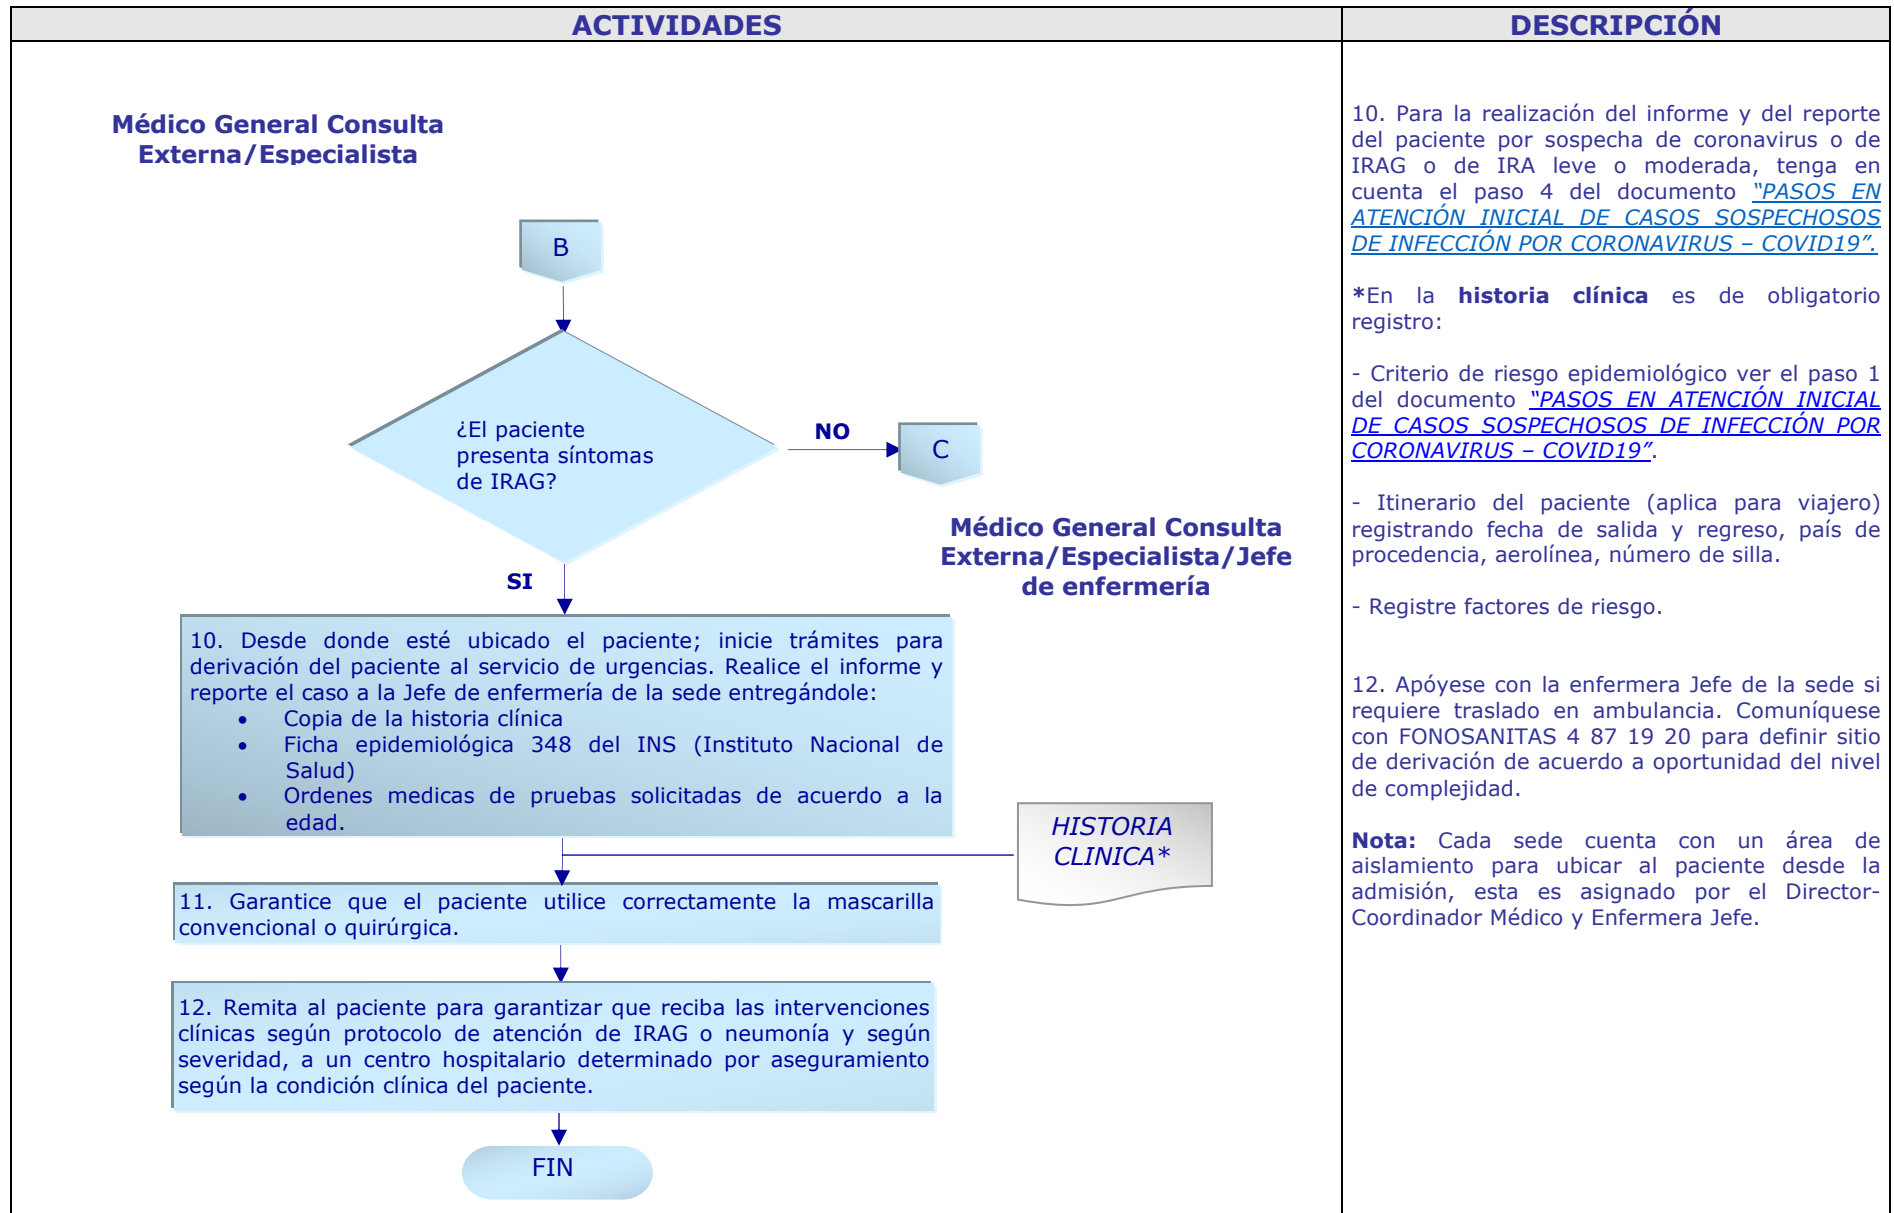 ACTIVIDADES
DESCRIPCIÓN
Médico General Consulta
Externa/Especialista
B
¿El paciente
presenta síntomas
de IRAG?
NO
C
Médico General Consulta
Externa/Especialista/Jefe
de enfermería
SI
10. Desde donde esté ubicado el paciente; inicie trámites para
derivación del paciente al servicio de urgencias. Realice el informe y
reporte el caso a la Jefe de enfermería de la sede entregándole:
• Copia de la historia clínica
• Ficha epidemiológica 348 del INS (Instituto Nacional de
Salud)
• Ordenes medicas de pruebas solicitadas de acuerdo a la
edad.
HISTORIA
CLINICA*
11. Garantice que el paciente utilice correctamente la mascarilla
convencional o quirúrgica.
12. Remita al paciente para garantizar que reciba las intervenciones
clínicas según protocolo de atención de IRAG o neumonía y según
severidad, a un centro hospitalario determinado por aseguramiento
según la condición clínica del paciente.
FIN
10. Para la realización del informe y del reporte
del paciente por sospecha de coronavirus o de
IRAG o de IRA leve o moderada, tenga en
cuenta el paso 4 del documento “PASOS EN
ATENCIÓN INICIAL DE CASOS SOSPECHOSOS
DE INFECCIÓN POR CORONAVIRUS – COVID19”.
*En la historia clínica es de obligatorio
registro:
- Criterio de riesgo epidemiológico ver el paso 1
del documento “PASOS EN ATENCIÓN INICIAL
DE CASOS SOSPECHOSOS DE INFECCIÓN POR
CORONAVIRUS – COVID19”.
- Itinerario del paciente (aplica para viajero)
registrando fecha de salida y regreso, país de
procedencia, aerolínea, número de silla.
- Registre factores de riesgo.
12. Apóyese con la enfermera Jefe de la sede si
requiere traslado en ambulancia. Comuníquese
con FONOSANITAS 4 87 19 20 para definir sitio
de derivación de acuerdo a oportunidad del nivel
de complejidad.
Nota: Cada sede cuenta con un área de
aislamiento para ubicar al paciente desde la
admisión, esta es asignado por el Director-
Coordinador Médico y Enfermera Jefe.